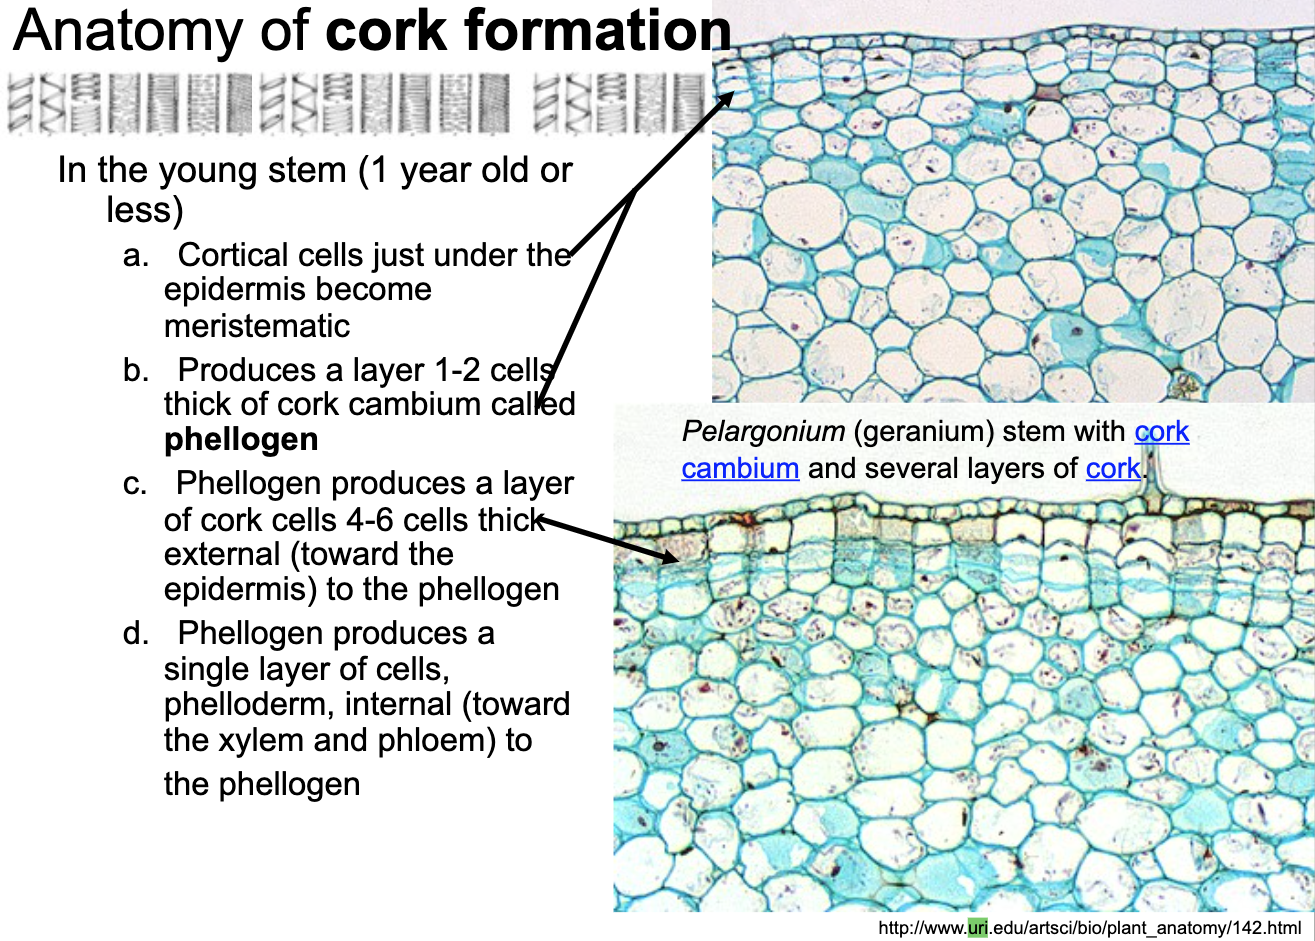 Anatomy of cork formation
In the young stem (1 year old or
less)
a. Cortical cells just under the
epidermis become
meristematic
b. Produces a layer 1-2 cells
thick of cork cambium called
phellogen
c. Phellogen produces a layer
of cork cells 4-6 cells thick
external (toward the
epidermis) to the phellogen
d. Phellogen produces a
single layer of cells,
phelloderm, internal (toward
the xylem and phloem) to
the phellogen
Pelargonium (geranium) stem with cork
cambium and several layers of cork.
http://www.uri.edu/artsci/bio/plant_anatomy/142.html